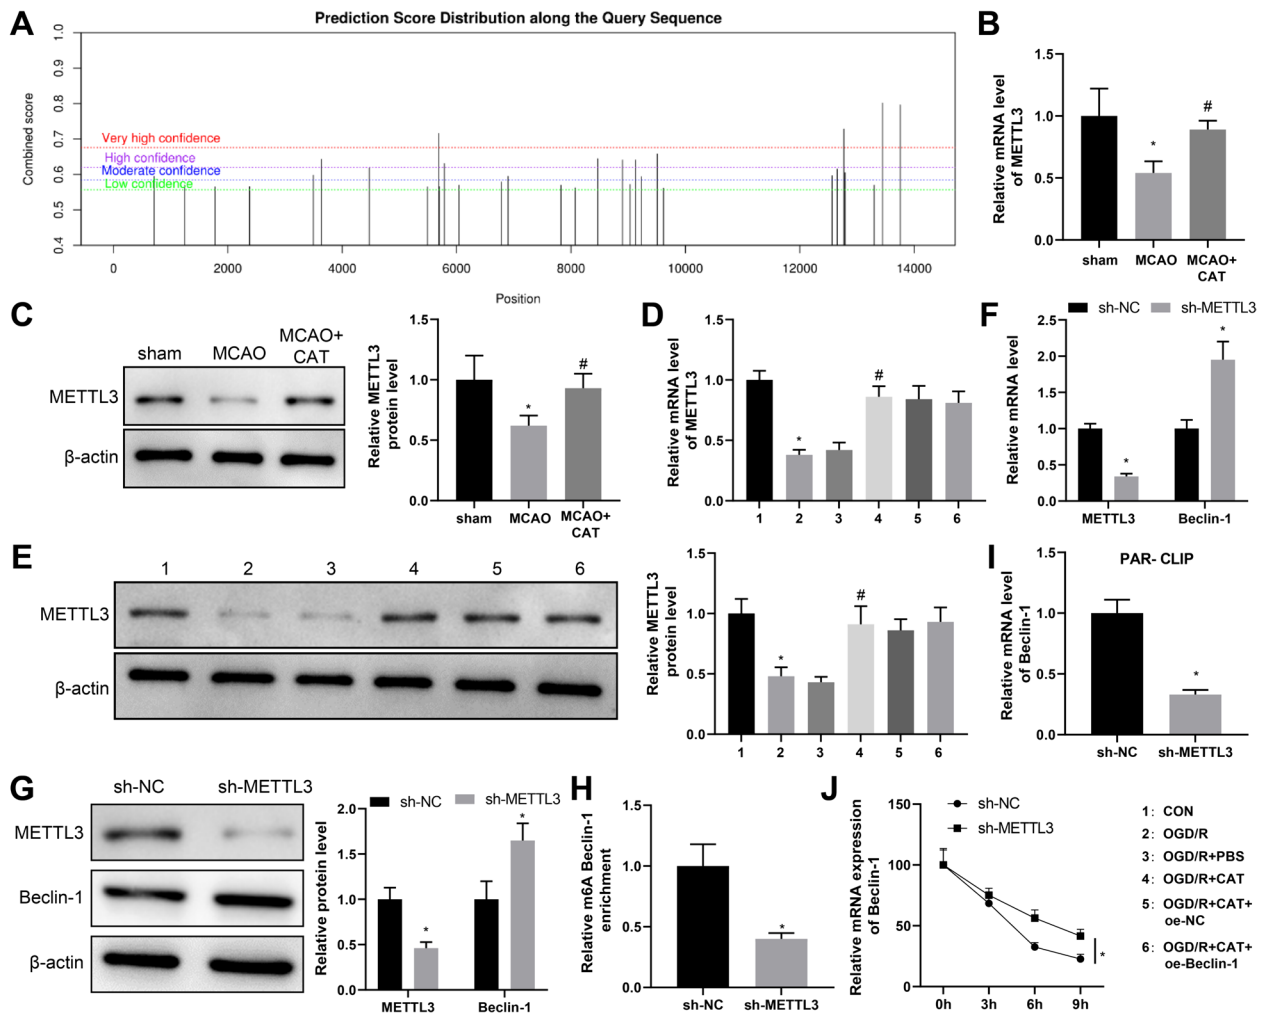 A
Prediction Score Distribution along the Query Sequence
Combined score
1.0
0.9
0.8
0.7
0.6
0.5
0.4
Very high confidence
High confidence
Moderate confidence
Low confidence
0 2000 4000 6000 8000 10000 12000 14000
Position
B
Relative mRNA level
of METTL3
1.5
1.0
0.5
0.0
*
#
sham MCAO MCAO+
CAT
C
sham MCAO MCAO+
CAT
METTL3
β-actin
Relative METTL3
protein level
1.5
1.0
0.5
0.0
*
#
sham MCAO MCAO+
CAT
D
Relative mRNA level
of METTL3
1.5
1.0
0.5
0.0
*
#
1 2 3 4 5 6
F
sh-NC sh-METTL3
Relative mRNA level
2.5
2.0
1.5
1.0
0.5
0.0
*
*
METTL3 Beclin-1
E
1 2 3 4 5 6
METTL3
β-actin
Relative METTL3
protein level
1.5
1.0
0.5
0.0
*
#
1 2 3 4 5 6
I
PAR- CLIP
Relative mRNA level
of Beclin-1
1.5
1.0
0.5
0.0
*
sh-NC sh-METTL3
G
sh-NC sh-METTL3
METTL3
Beclin-1
β-actin
sh-NC sh-METTL3
Relative protein level
2.0
1.5
1.0
0.5
0.0
*
*
METTL3 Beclin-1
H
Relative m6A Beclin-1
enrichment
1.5
1.0
0.5
0.0
*
sh-NC sh-METTL3
J
Relative mRNA expression
of Beclin-1
150
100
50
0
sh-NC
sh-METTL3
*
0h 3h 6h 9h
1: CON
2: OGD/R
3: OGD/R+PBS
4: OGD/R+CAT
5: OGD/R+CAT+
oe-NC
6: OGD/R+CAT+
oe-Beclin-1